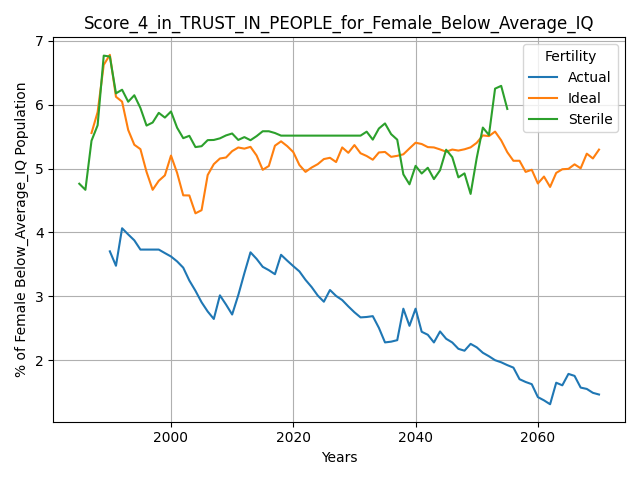 Score_4_in_TRUST_IN_PEOPLE_for_Female_Below_Average_IQ
% of Female Below_Average_IQ Population
7
6
5
4
3
2
Fertility
Actual
Ideal
Sterile
2000 2020 2040 2060
Years